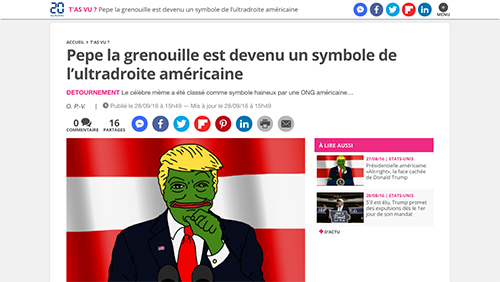 20
MINUTES
T'AS VU ? Pepe la grenouille est devenu un symbole de l'ultradroite américaine
MENU
ACCUEIL > T'AS VU ?
Pepe la grenouille est devenu un symbole de
l'ultradroite américaine
DETOURNEMENT Le célèbre mème a été classé comme symbole haineux par une ONG américaine…
O. P.-V. | Publié le 28/09/16 à 15h49 — Mis à jour le 28/09/16 à 15h49
0
COMMENTAIRE
16
PARTAGES
À LIRE AUSSI
27/08/16 | ETATS-UNIS
Présidentielle américaine:
«Alt-right», la face cachée
de Donald Trump
28/08/16 | ETATS-UNIS
S'il est élu, Trump promet
des expulsions dès le 1er
jour de son mandat
D'ACTU